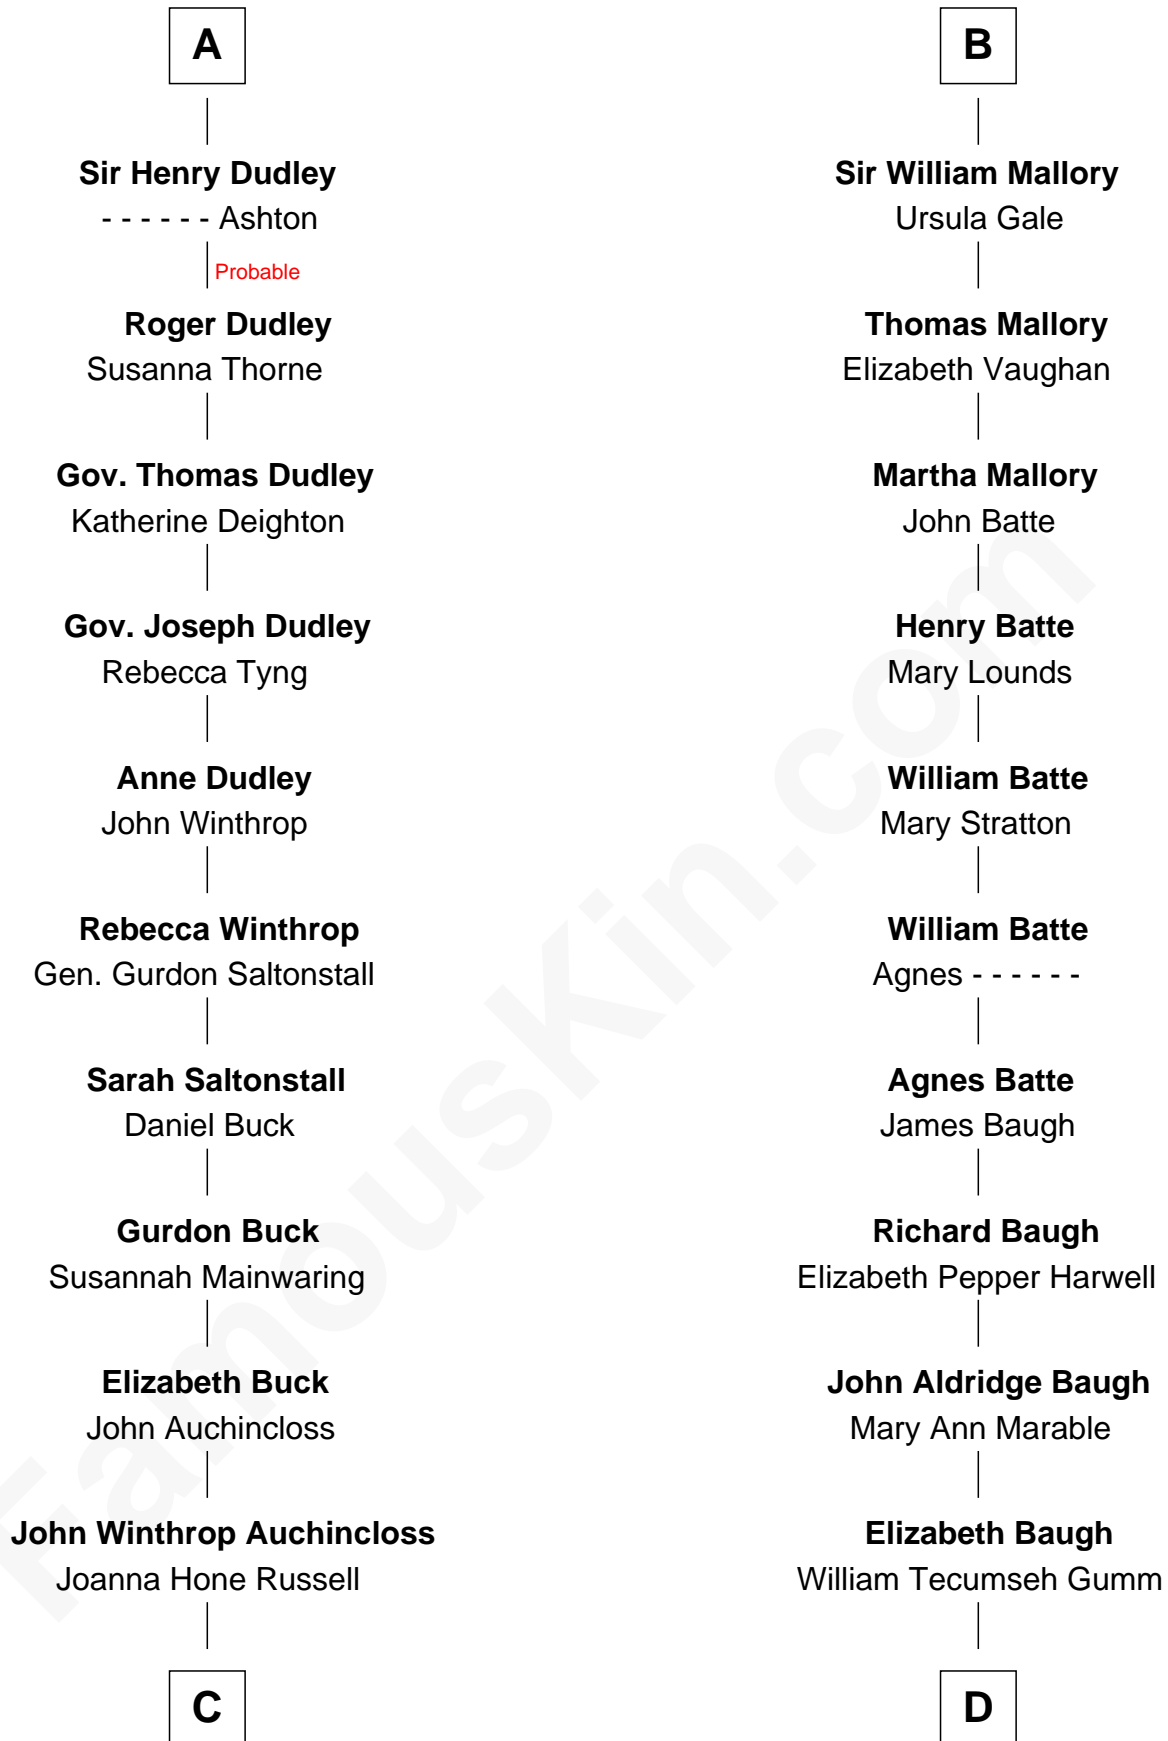 A
Sir Henry Dudley
- - - - - - Ashton
Probable
Roger Dudley
Susanna Thorne
Gov. Thomas Dudley
Katherine Deighton
Gov. Joseph Dudley
Rebecca Tyng
Anne Dudley
John Winthrop
Rebecca Winthrop
Gen. Gurdon Saltonstall
Sarah Saltonstall
Daniel Buck
Gurdon Buck
Susannah Mainwaring
Elizabeth Buck
John Auchincloss
John Winthrop Auchincloss
Joanna Hone Russell
C
B
Sir William Mallory
Ursula Gale
Thomas Mallory
Elizabeth Vaughan
Martha Mallory
John Batte
Henry Batte
Mary Lounds
William Batte
Mary Stratton
William Batte
Agnes - - - - - -
Agnes Batte
James Baugh
Richard Baugh
Elizabeth Pepper Harwell
John Aldridge Baugh
Mary Ann Marable
Elizabeth Baugh
William Tecumseh Gumm
D
FamousKin.com